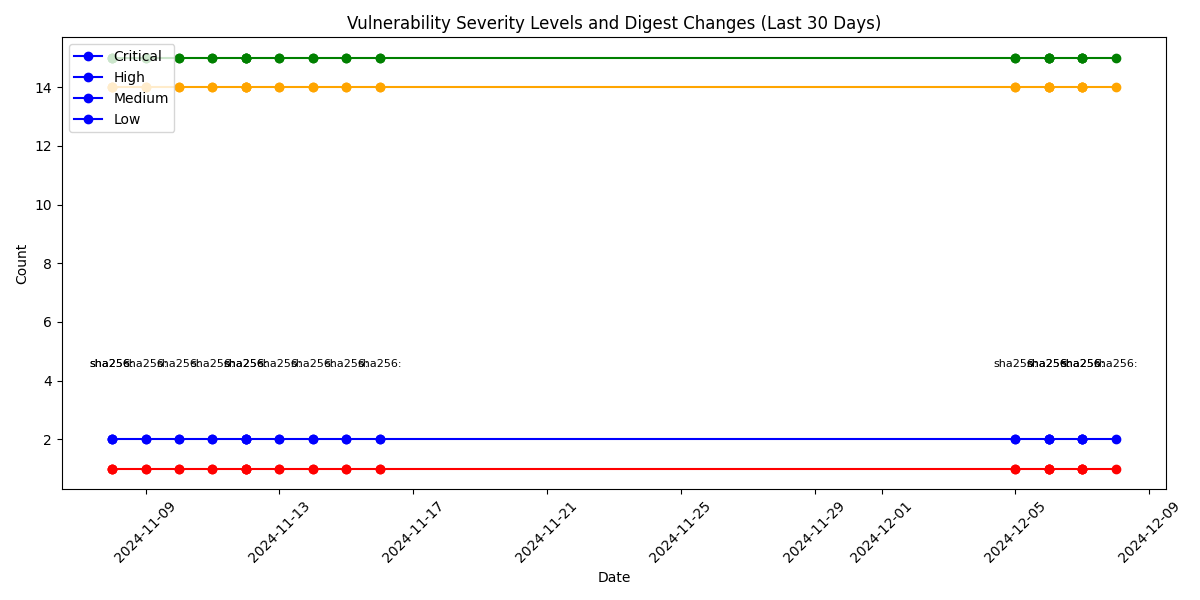 Vulnerability Severity Levels and Digest Changes (Last 30 Days)
Critical
High
Medium
Low
Count
14
12
10
8
6
4
2
sha256: sha256: sha256: sha256: sha256: sha256: sha256: sha256: sha256: sha256: sha256: sha256: sha256:
2024-11-09
2024-11-13
2024-11-17
2024-11-21
2024-11-25
2024-11-29
2024-12-01
2024-12-05
2024-12-09
Date